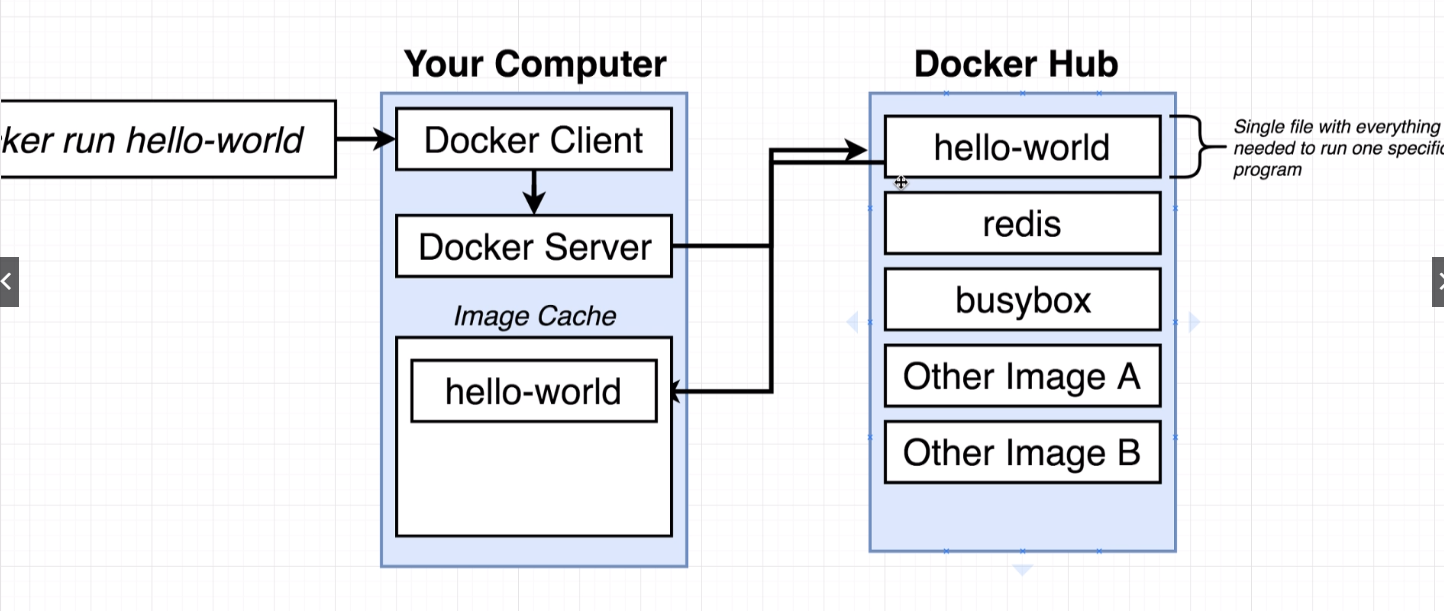 Your Computer
Docker Hub
ker run hello-world
Docker Client
Docker Server
Image Cache
hello-world
hello-world
redis
busybox
Other Image A
Other Image B
Single file with everything
needed to run one specific
program